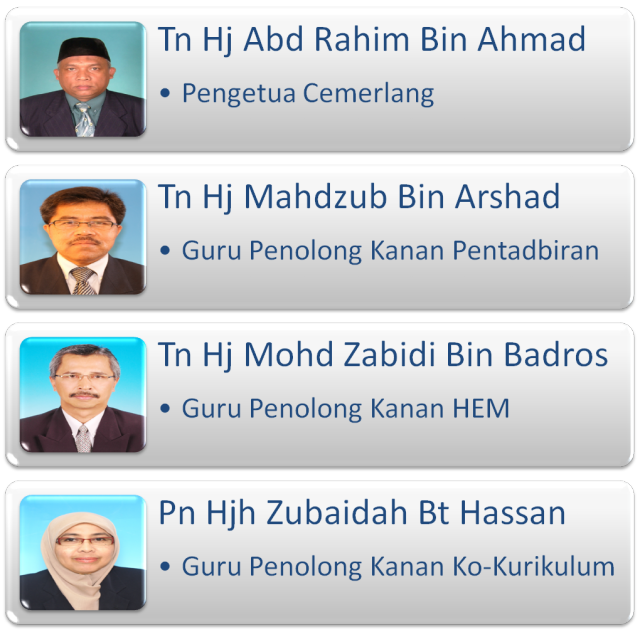 Tn Hj Abd Rahim Bin Ahmad
• Pengetua Cemerlang
Tn Hj Mahdzub Bin Arshad
• Guru Penolong Kanan Pentadbiran
Tn Hj Mohd Zabidi Bin Badros
• Guru Penolong Kanan HEM
Pn Hjh Zubaidah Bt Hassan
• Guru Penolong Kanan Ko-Kurikulum